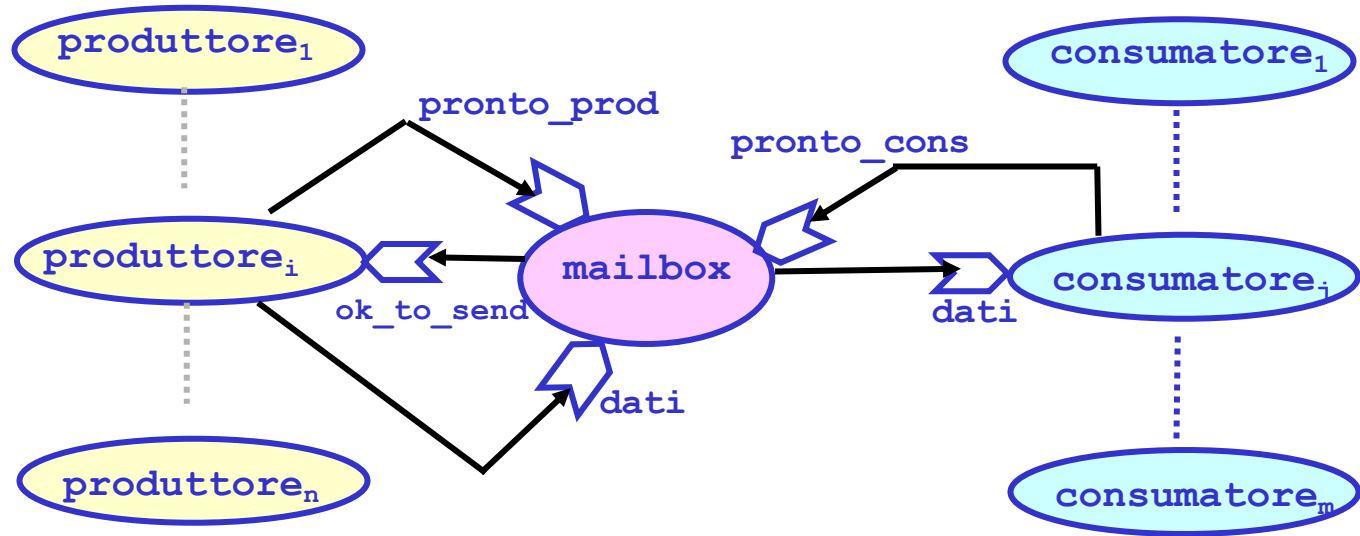 produttore₁
consumatore₁
pronto_prod
pronto_cons
produttoreᵢ
mailbox
consumatoreⱼ
ok_to_send
dati
dati
produttoreₙ
consumatoreₘ